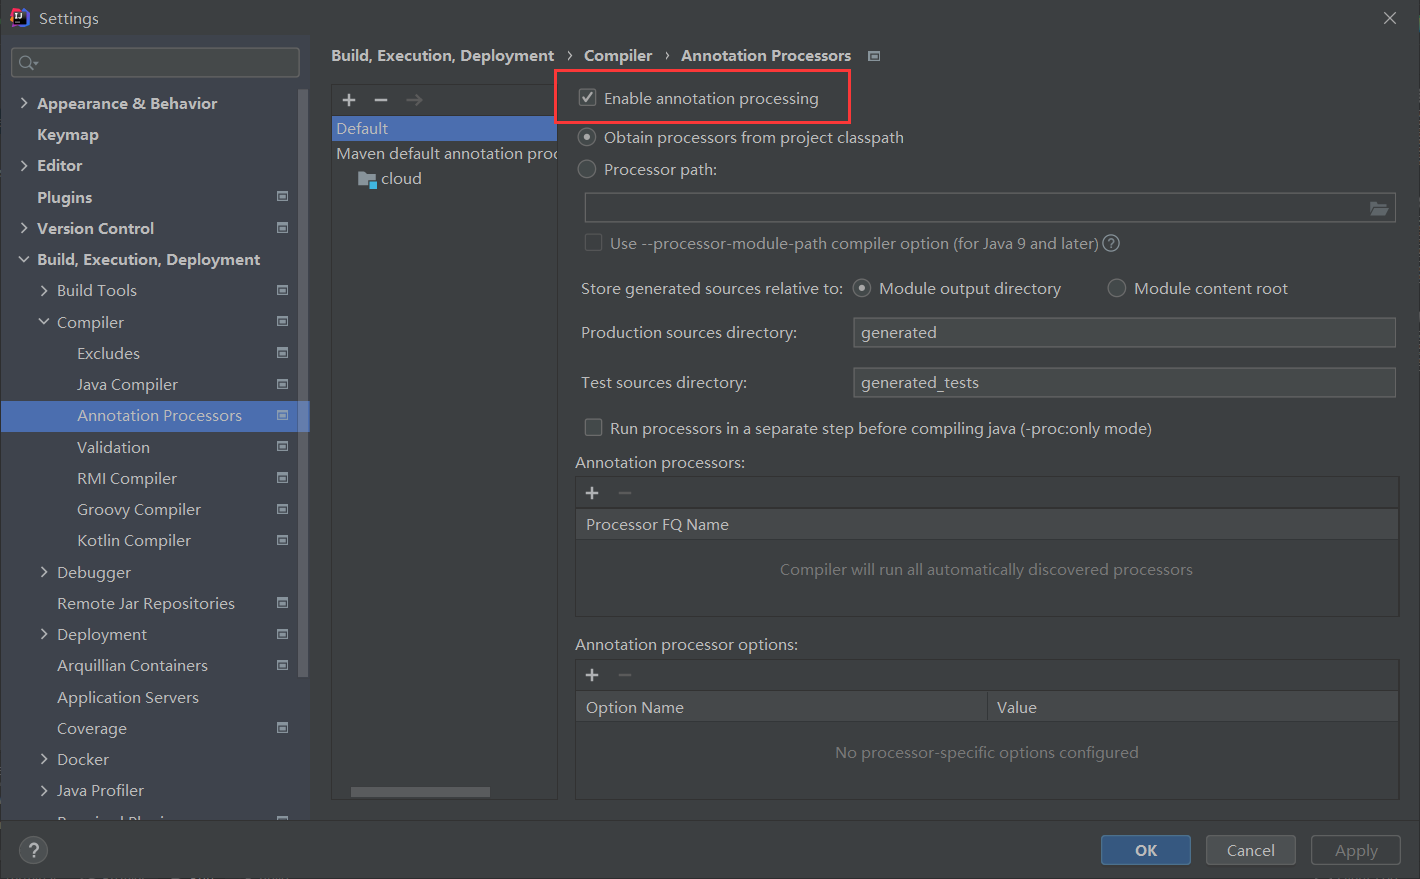 Settings
Build, Execution, Deployment › Compiler › Annotation Processors
Appearance & Behavior
Keymap
Editor
Plugins
Version Control
Build, Execution, Deployment
Build Tools
Compiler
Excludes
Java Compiler
Annotation Processors
Validation
RMI Compiler
Groovy Compiler
Kotlin Compiler
Debugger
Remote Jar Repositories
Deployment
Arquillian Containers
Application Servers
Coverage
Docker
Java Profiler
Default
Maven default annotation proc
cloud
Enable annotation processing
Obtain processors from project classpath
Processor path:
Use --processor-module-path compiler option (for Java 9 and later) ?
Store generated sources relative to: Module output directory Module content root
Production sources directory: generated
Test sources directory: generated_tests
Run processors in a separate step before compiling java (-proc:only mode)
Annotation processors:
Processor FQ Name
Compiler will run all automatically discovered processors
Annotation processor options:
Option Name Value
No processor-specific options configured
? OK Cancel Apply